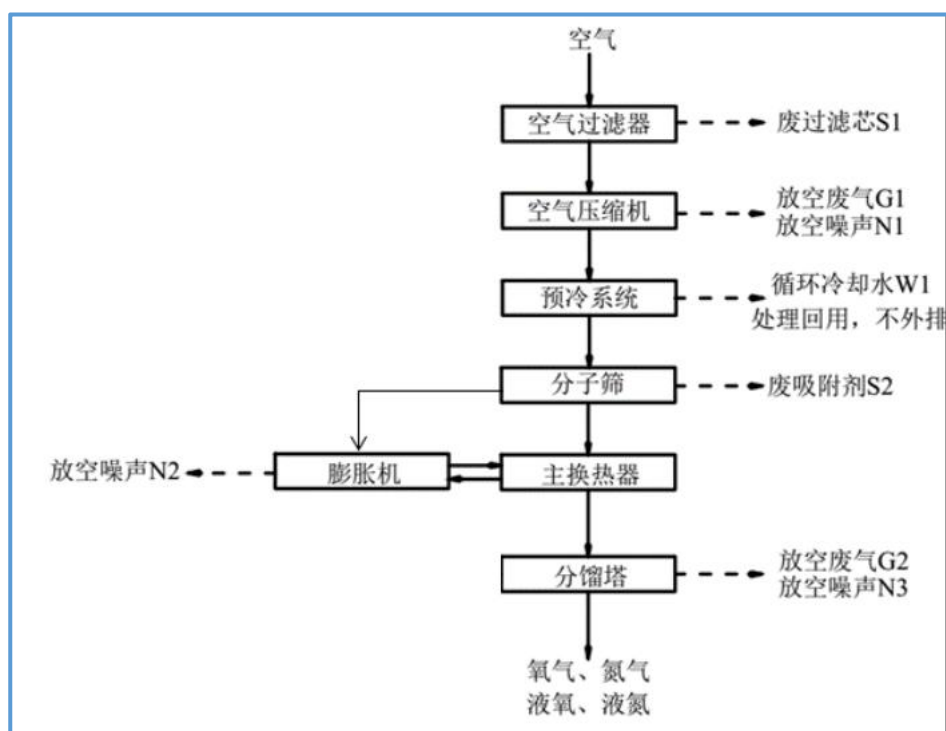 空气
空气过滤器
废过滤芯S1
空气压缩机
放空废气G1
放空噪声N1
预冷系统
循环冷却水W1
处理回用，不外排
分子筛
废吸附剂S2
放空噪声N2
膨胀机
主换热器
分馏塔
放空废气G2
放空噪声N3
氧气、氮气
液氧、液氮